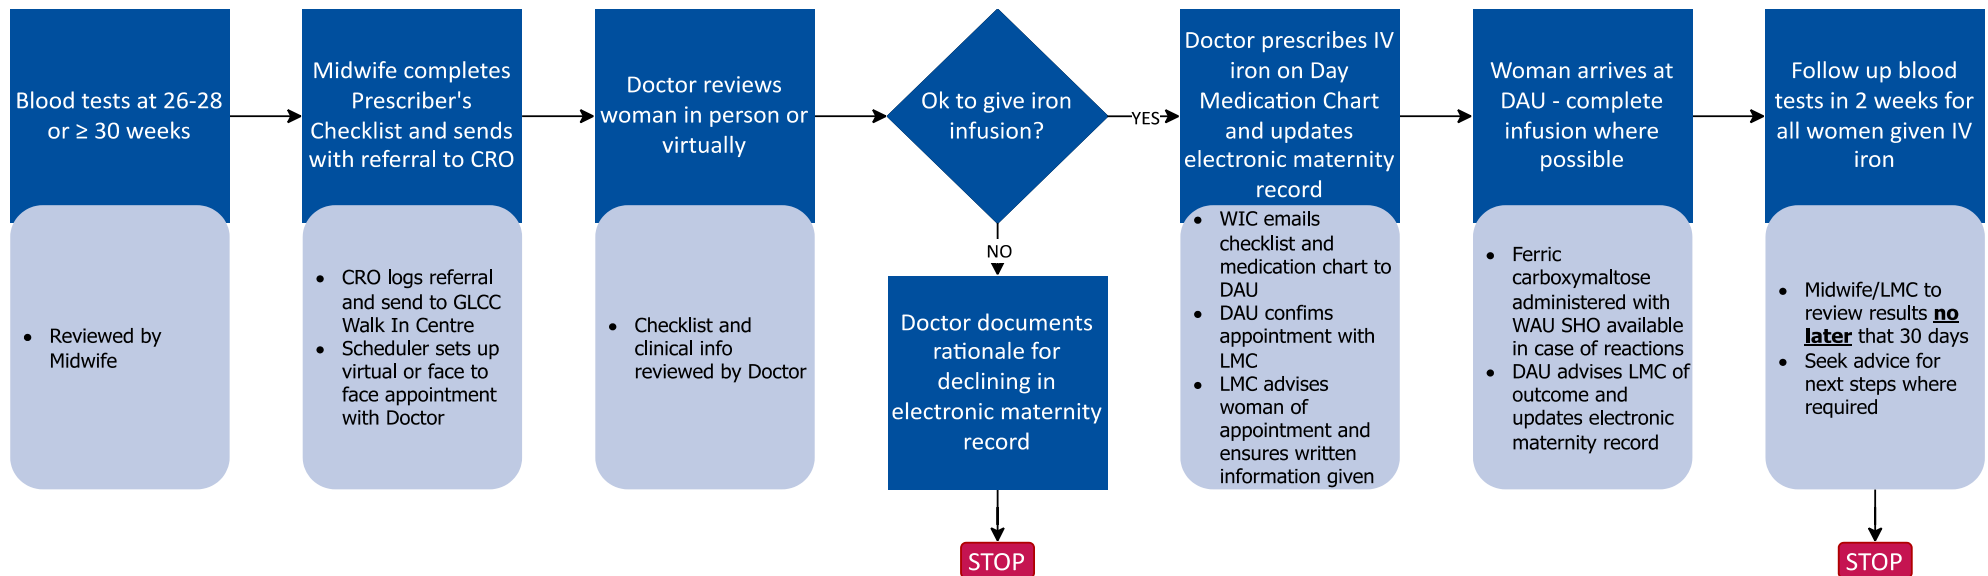 Blood tests at 26-28
or ≥ 30 weeks
• Reviewed by
Midwife
Midwife completes
Prescriber's
Checklist and sends
with referral to CRO
• CRO logs referral
and send to GLCC
Walk In Centre
• Scheduler sets up
virtual or face to
face appointment
with Doctor
Doctor reviews
woman in person or
virtually
• Checklist and
clinical info
reviewed by Doctor
Ok to give iron
infusion?
YES
NO
Doctor documents
rationale for
declining in
electronic maternity
record
STOP
Doctor prescribes IV
iron on Day
Medication Chart
and updates
electronic maternity
record
• WIC emails
checklist and
medication chart to
DAU
• DAU confims
appointment with
LMC
• LMC advises
woman of
appointment and
ensures written
information given
Woman arrives at
DAU - complete
infusion where
possible
• Ferric
carboxymaltose
administered with
WAU SHO available
in case of reactions
• DAU advises LMC of
outcome and
updates electronic
maternity record
Follow up blood
tests in 2 weeks for
all women given IV
iron
• Midwife/LMC to
review results no
later that 30 days
• Seek advice for
next steps where
required
STOP